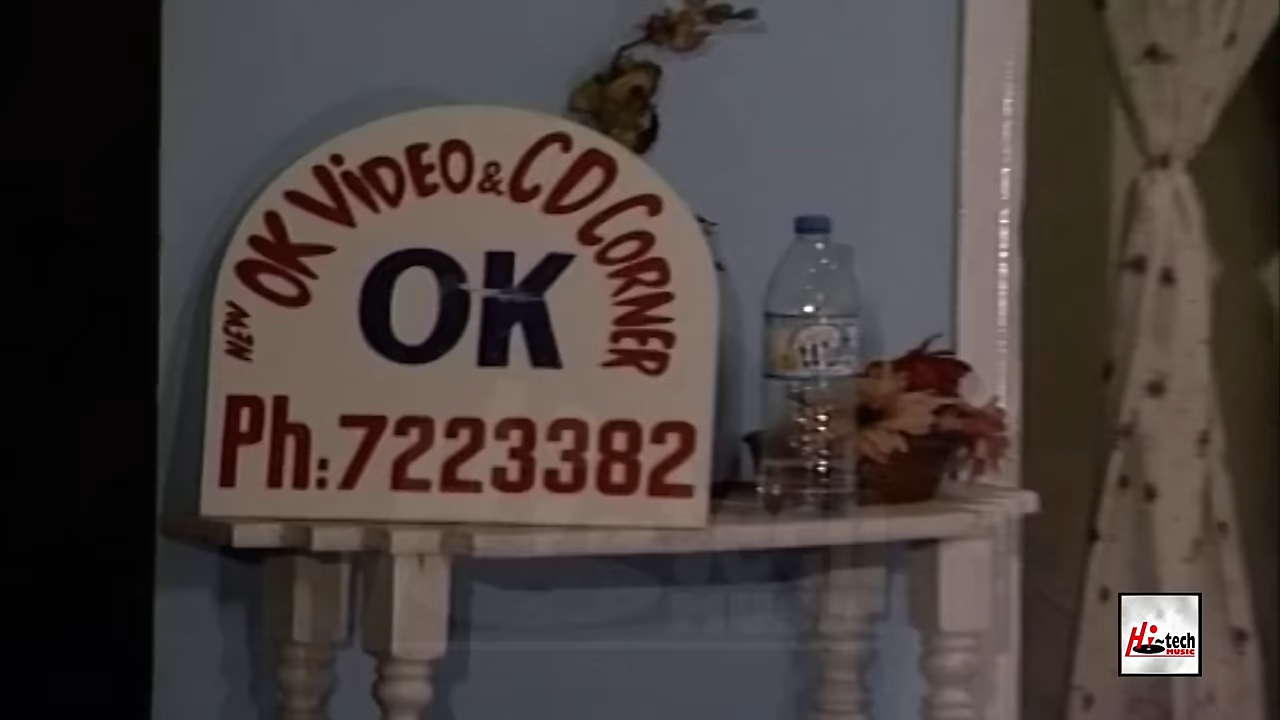 NEW OK ViDEO & CD CORNER
OK
Ph:7223382
Hi-tech
MUSIC